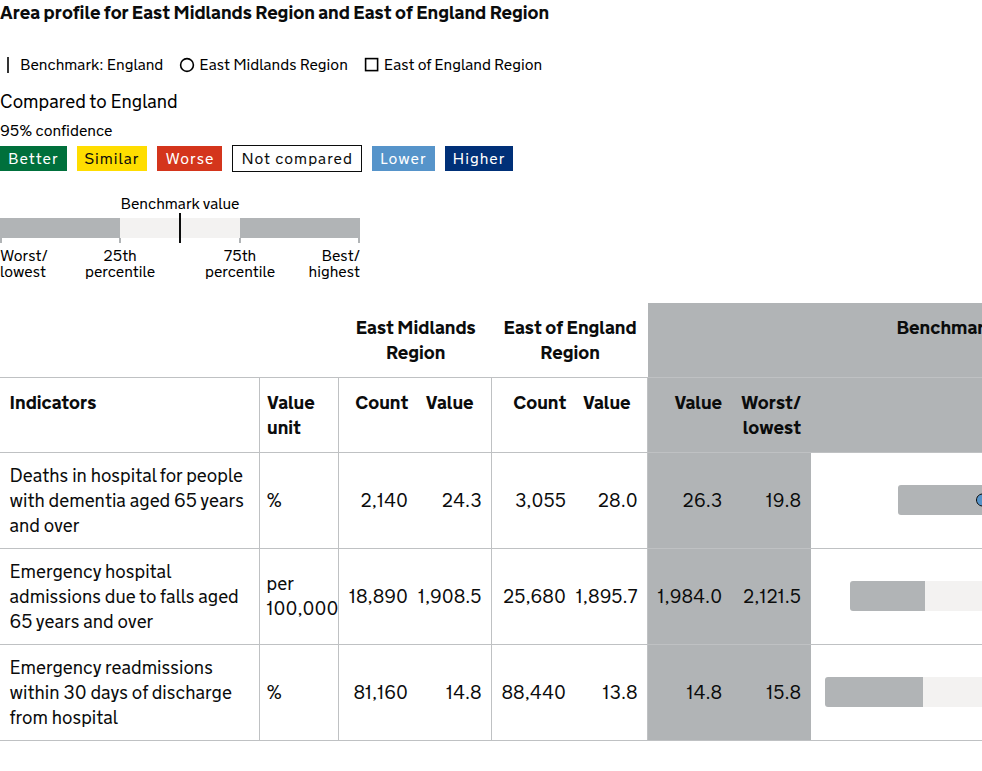 Area profile for East Midlands Region and East of England Region
Benchmark: England East Midlands Region East of England Region
Compared to England
95% confidence
Better Similar Worse Not compared Lower Higher
Benchmark value
Worst/ 25th 75th Best/
lowest percentile percentile highest
East Midlands East of England Benchmar
Region Region
Indicators Value Count Value Count Value Value Worst/
unit lowest
Deaths in hospital for people
with dementia aged 65 years % 2,140 24.3 3,055 28.0 26.3 19.8
and over
Emergency hospital
admissions due to falls aged per 18,890 1,908.5 25,680 1,895.7 1,984.0 2,121.5
65 years and over 100,000
Emergency readmissions
within 30 days of discharge % 81,160 14.8 88,440 13.8 14.8 15.8
from hospital